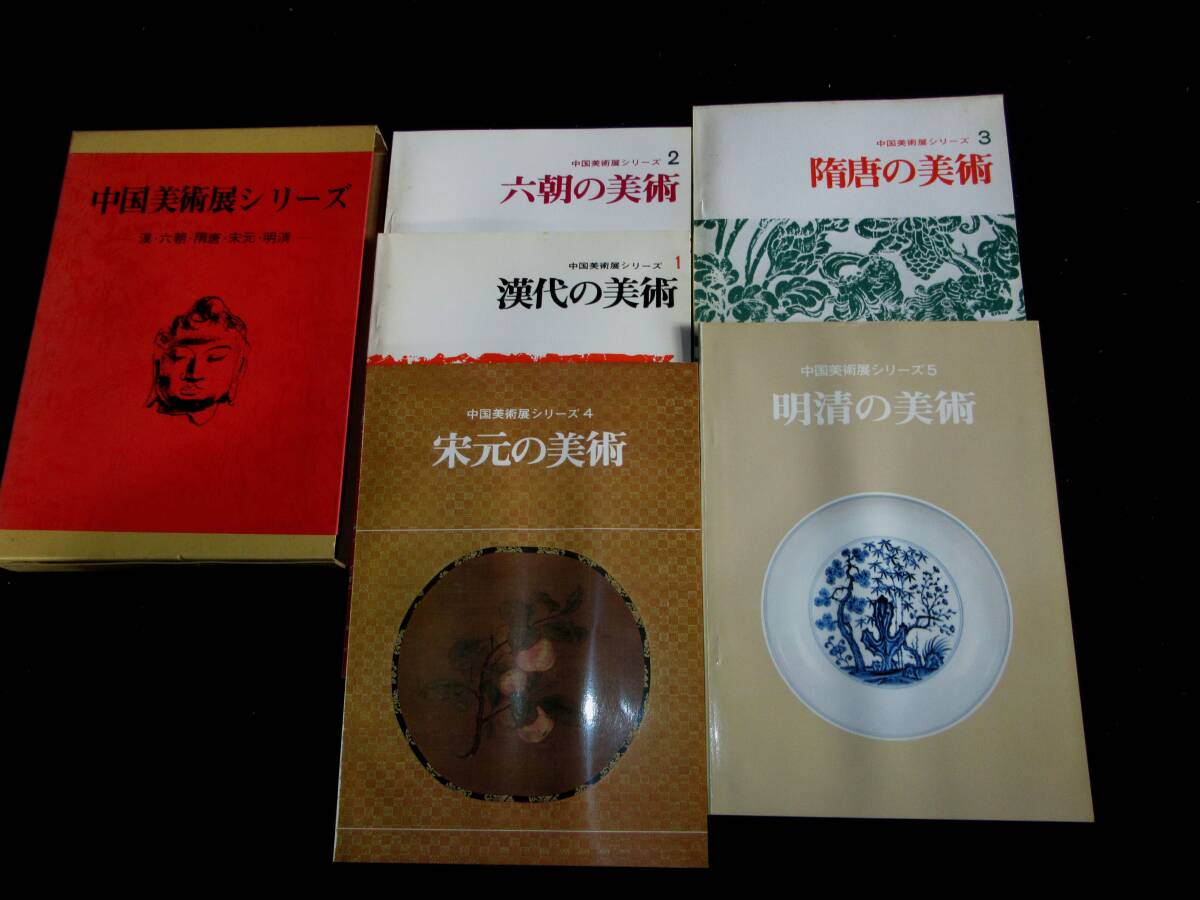 中国美術展シリーズ
漢・六朝・隋唐・宋元・明清
中国美術展シリーズ 2
六朝の美術
中国美術展シリーズ 3
隋唐の美術
中国美術展シリーズ 1
漢代の美術
中国美術展シリーズ4
宋元の美術
中国美術展シリーズ5
明清の美術